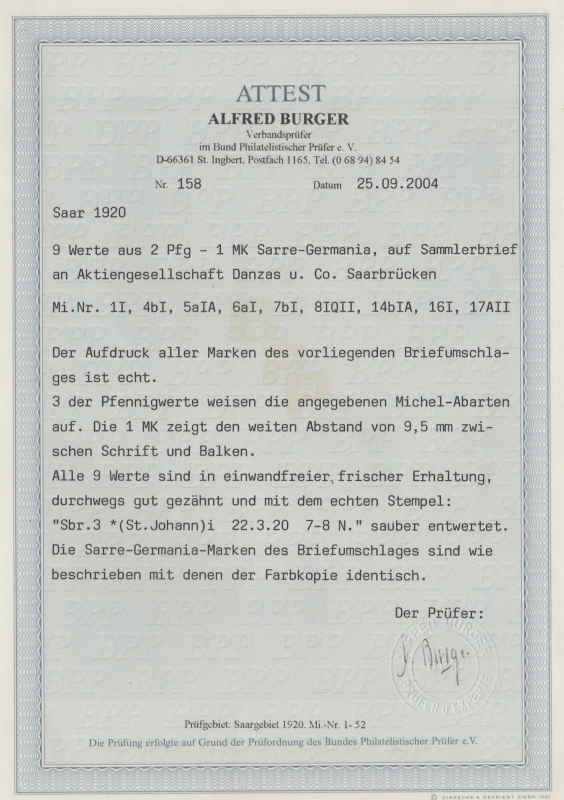 ATTEST
ALFRED BURGER
Verbandsprüfer
im Bund Philatelistischer Prüfer e. V.
D-66361 St. Ingbert, Postfach 1165, Tel. (0 68 94) 84 54
Nr. 158 Datum 25.09.2004
Saar 1920
9 Werte aus 2 Pfg - 1 MK Sarre-Germania, auf Sammlerbrief
an Aktiengesellschaft Danzas u. Co. Saarbrücken
Mi.Nr. 1I, 4bI, 5aIA, 6aI, 7bI, 8IQII, 14bIA, 16I, 17AII
Der Aufdruck aller Marken des vorliegenden Briefumschla-
ges ist echt.
3 der Pfennigwerte weisen die angegebenen Michel-Abarten
auf. Die 1 MK zeigt den weiten Abstand von 9,5 mm zwi-
schen Schrift und Balken.
Alle 9 Werte sind in einwandfreier, frischer Erhaltung,
durchwegs gut gezähnt und mit dem echten Stempel:
"Sbr.3 *(St.Johann)i 22.3.20 7-8 N." sauber entwertet.
Die Sarre-Germania-Marken des Briefumschlages sind wie
beschrieben mit denen der Farbkopie identisch.
Der Prüfer:
Burger
Prüfgebiet: Saargebiet 1920. Mi.-Nr. 1- 52
Die Prüfung erfolgte auf Grund der Prüfordnung des Bundes Philatelistischer Prüfer e.V.